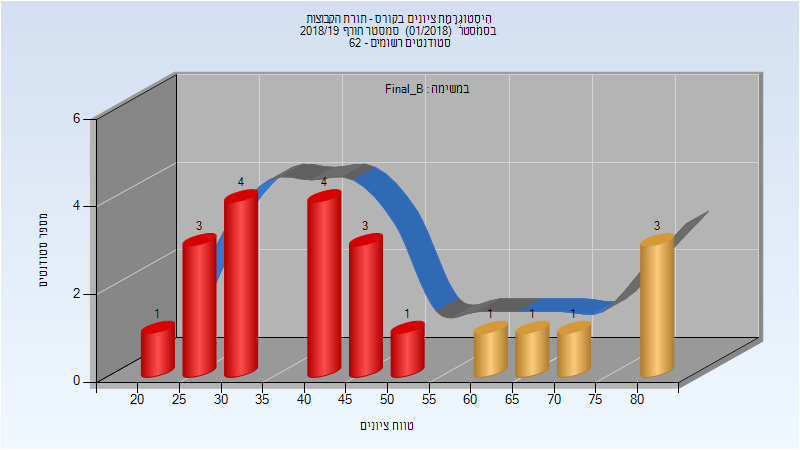 היסטוגרמת ציונים בקורס - תורת הקבוצות
בסמסטר (01/2018) סמסטר חורף 2018/19
סטודנטים רשומים - 62
במשימה : Final_B
מספר סטודנטים
6
4
2
0
1
3
4
4
3
1
1
1
1
3
20 25 30 35 40 45 50 55 60 65 70 75 80
טווח ציונים